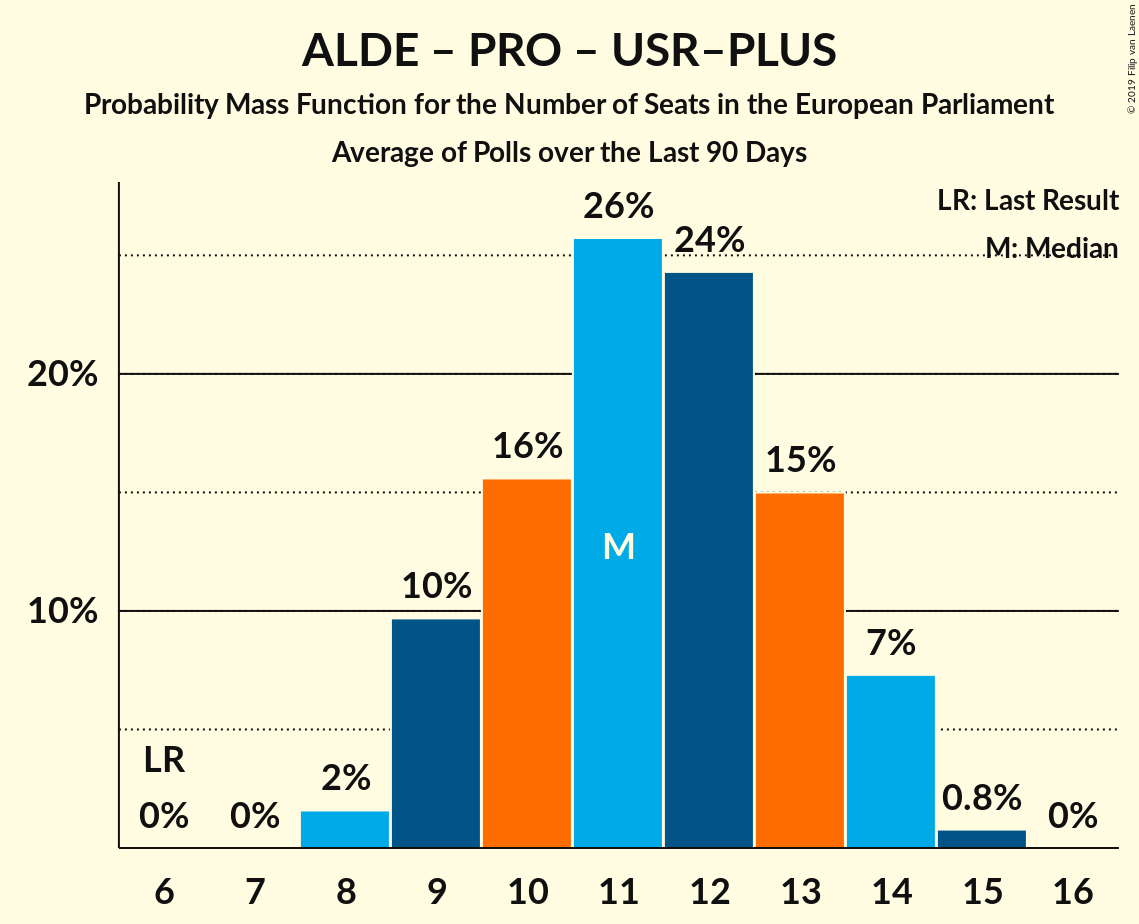 ALDE – PRO – USR–PLUS
Probability Mass Function for the Number of Seats in the European Parliament
Average of Polls over the Last 90 Days
© 2019 Filip van Laenen
LR: Last Result
M: Median
26%
24%
20%
16%
15%
M
10%
10%
7%
LR
2%
0.8%
0%
0%
0%
6 7 8 9 10 11 12 13 14 15 16